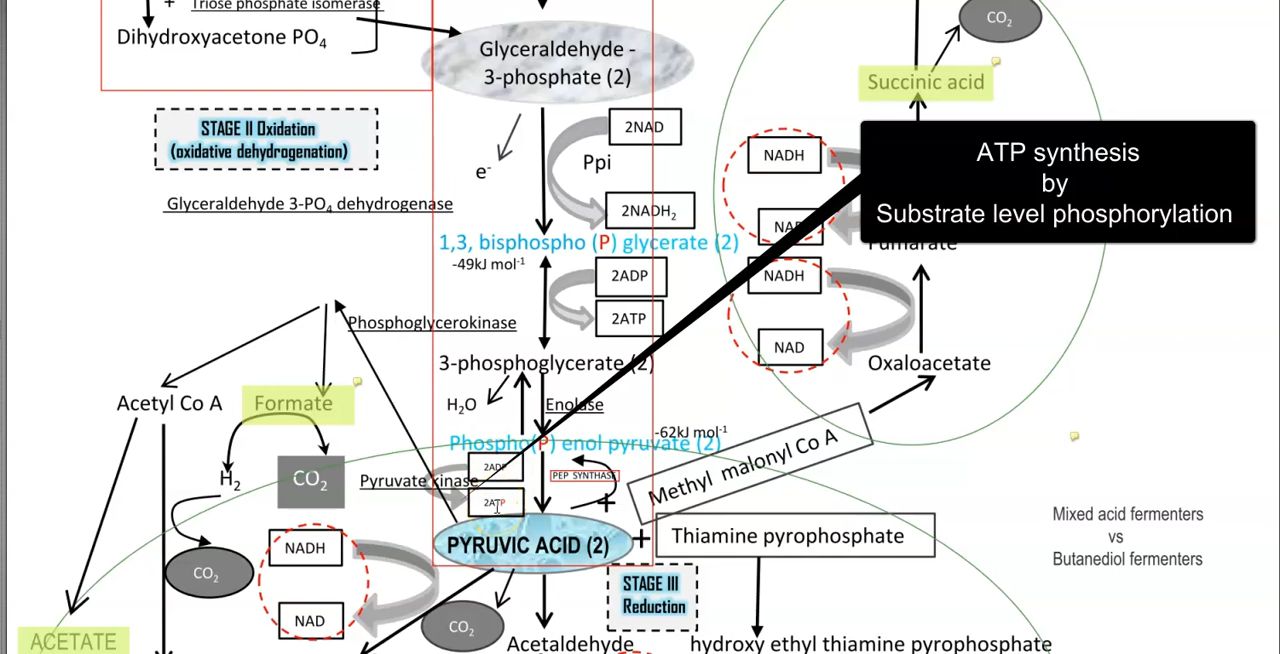 + Triose phosphate isomerase
Dihydroxyacetone PO4
Glyceraldehyde -
3-phosphate (2)
CO2
Succinic acid
STAGE II Oxidation
(oxidative dehydrogenation)
2NAD
e-
Ppi
2NADH2
Glyceraldehyde 3-PO4 dehydrogenase
NADH
ATP synthesis
by
Substrate level phosphorylation
Fumarate
1,3, bisphospho (P) glycerate (2)
-49kJ mol-1
2ADP
2ATP
NADH
NAD
Phosphoglycerokinase
3-phosphoglycerate (2)
Oxaloacetate
H2O
Enolase
Acetyl Co A
Formate
Phospho(P) enol pyruvate (2)
-62kJ mol-1
Methyl malonyl Co A
H2
CO2
Pyruvate kinase
2ADP
2ATP
PEP SYNTHASE
+
PYRUVIC ACID (2)
+ Thiamine pyrophosphate
Mixed acid fermenters
vs
Butanediol fermenters
NADH
CO2
NAD
STAGE III
Reduction
CO2
ACETATE
Acetaldehyde
hydroxy ethyl thiamine pyrophosphate